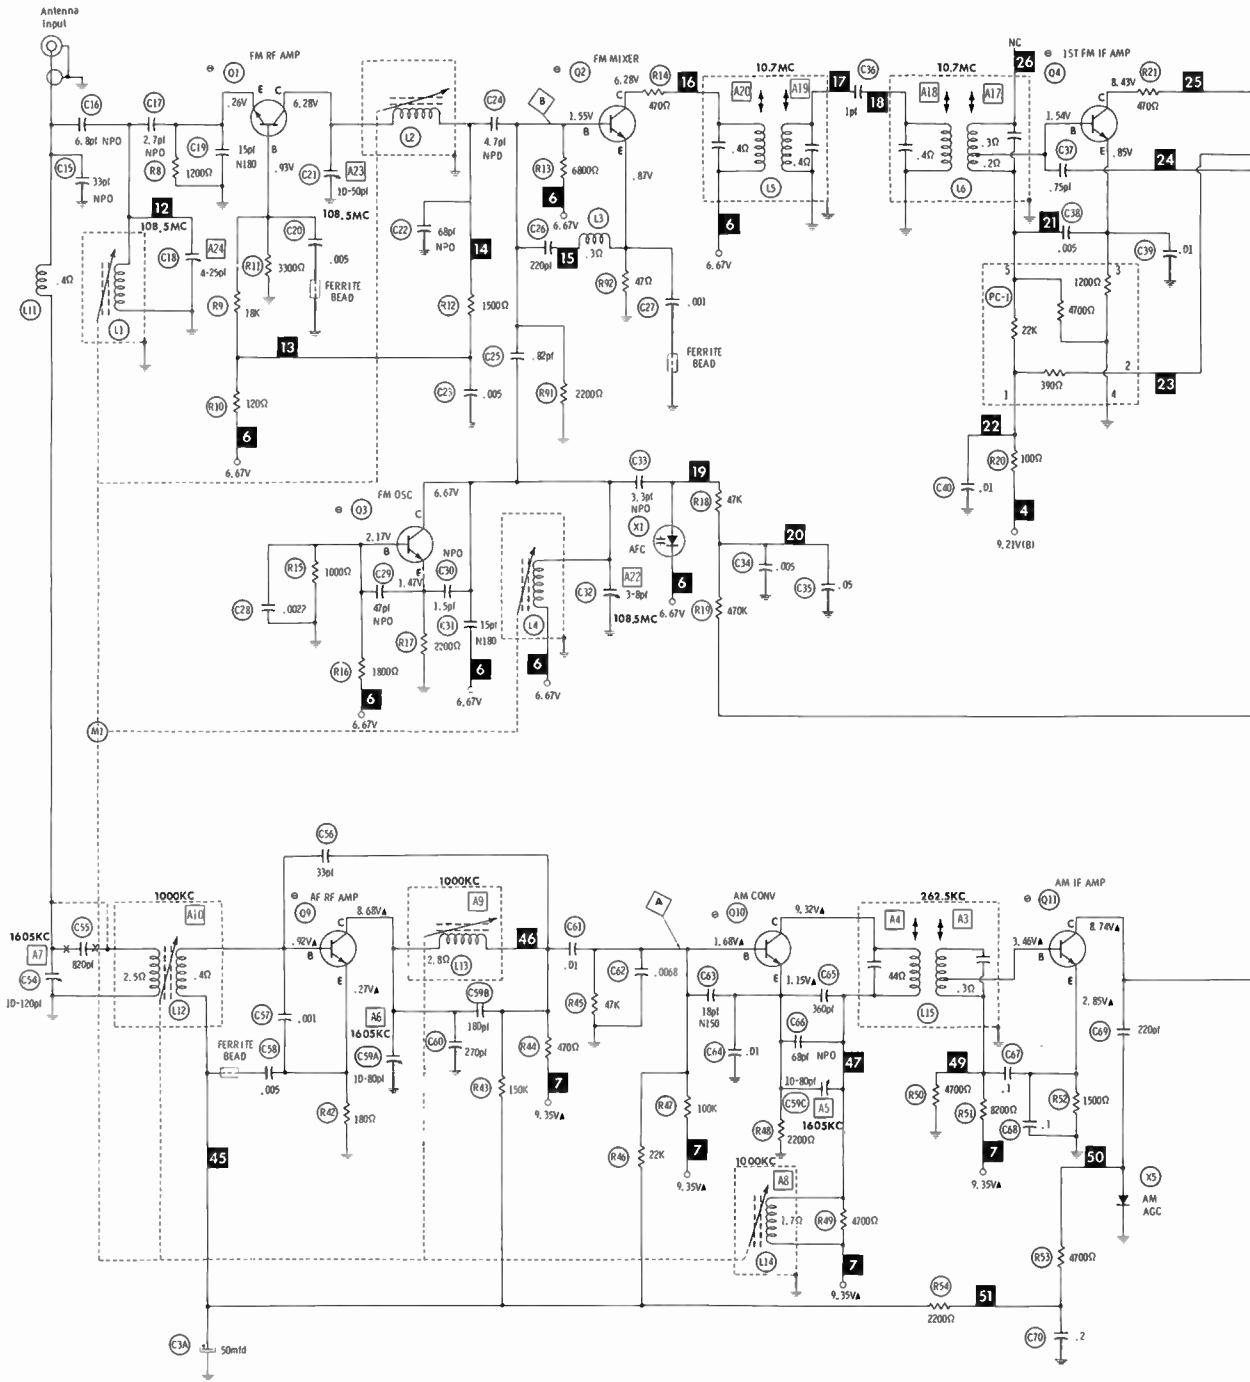 Antenna
Input
FM RF AMP
Q1
E C
.26V
6.28V
B
.93V
C16
6.8pf NPO
C17
2.7pf
NPO
R8
1200Ω
C19
15pf
N180
C15
33pf
NPO
12
108.5MC
A24
C18
4-25pf
L1
L11
.4Ω
R11
3300Ω
C20
.005
FERRITE
BEAD
R9
18K
13
R10
120Ω
6
6.67V
C21
A23
10-50pf
108.5MC
L2
C22
68pf
NPO
14
R12
1500Ω
C23
.005
C24
4.7pf
NPO
B
FM MIXER
Q2
6.28V
C
1.55V
B
E
.87V
R14
470Ω
16
R13
6800Ω
6
6.67V
C26
220pf
15
L3
.3Ω
R92
47Ω
C27
.001
FERRITE
BEAD
C25
.82pf
R91
2200Ω
10.7MC
A20
A19
.4Ω
.4Ω
L5
6
6.67V
17
C36
1pf
18
10.7MC
A18
A17
.4Ω
.3Ω
.2Ω
L6
NC
26
1ST FM IF AMP
Q4
8.43V
C
1.54V
B
E
.85V
R21
470Ω
25
C37
.75pf
24
21
C38
.005
C39
.01
PC-1
5
3
1200Ω
4700Ω
22K
390Ω
2
1
4
23
22
R20
100Ω
C40
.01
4
9.21V(B)
FM OSC
Q3
6.67V
C
2.17V
B
E
1.47V
R15
1000Ω
C28
.0022
C29
47pf
NPO
NPO
C30
1.5pf
C31
15pf
N180
R17
2200Ω
R16
1800Ω
6
6.67V
6
6.67V
L4
6
6.67V
A22
C32
3-8pf
108.5MC
C33
3.3pf
NPO
X1
AFC
6
6.67V
19
R18
47K
20
C34
.005
C35
.05
R19
470K
M1
1605KC
A7
C55
820pf
C54
10-120pf
1000KC
A10
2.5Ω
.4Ω
L12
C56
33pf
AF RF AMP
Q9
8.68V▲
C
.92V▲
B
E
.27V▲
C57
.001
FERRITE
BEAD
C58
.005
R42
180Ω
45
C3A
50mfd
1000KC
A9
2.8Ω
L13
46
A6
1605KC
C59A
10-80pf
C60
270pf
C59B
180pf
R43
150K
R44
470Ω
7
9.35V▲
C61
.01
R45
47K
C62
.0068
A
AM CONV
Q10
9.32V▲
C
1.68V▲
B
E
1.15V▲
C63
18pf
N150
C64
.01
C65
360pf
C66
68pf NPO
10-80pf
C59C
A5
1605KC
47
R47
100K
7
9.35V▲
R46
22K
R48
2200Ω
1000KC
A8
1.7Ω
L14
R49
4700Ω
7
9.35V▲
262.5KC
A4
A3
44Ω
.3Ω
L15
AM IF AMP
Q11
8.74V▲
C
3.46V▲
B
E
2.85V▲
C69
220pf
49
C67
.1
R50
4700Ω
R51
8200Ω
7
9.35V▲
C68
.1
R52
1500Ω
50
X5
AM
AGC
R53
4700Ω
R54
2200Ω
51
C70
.2